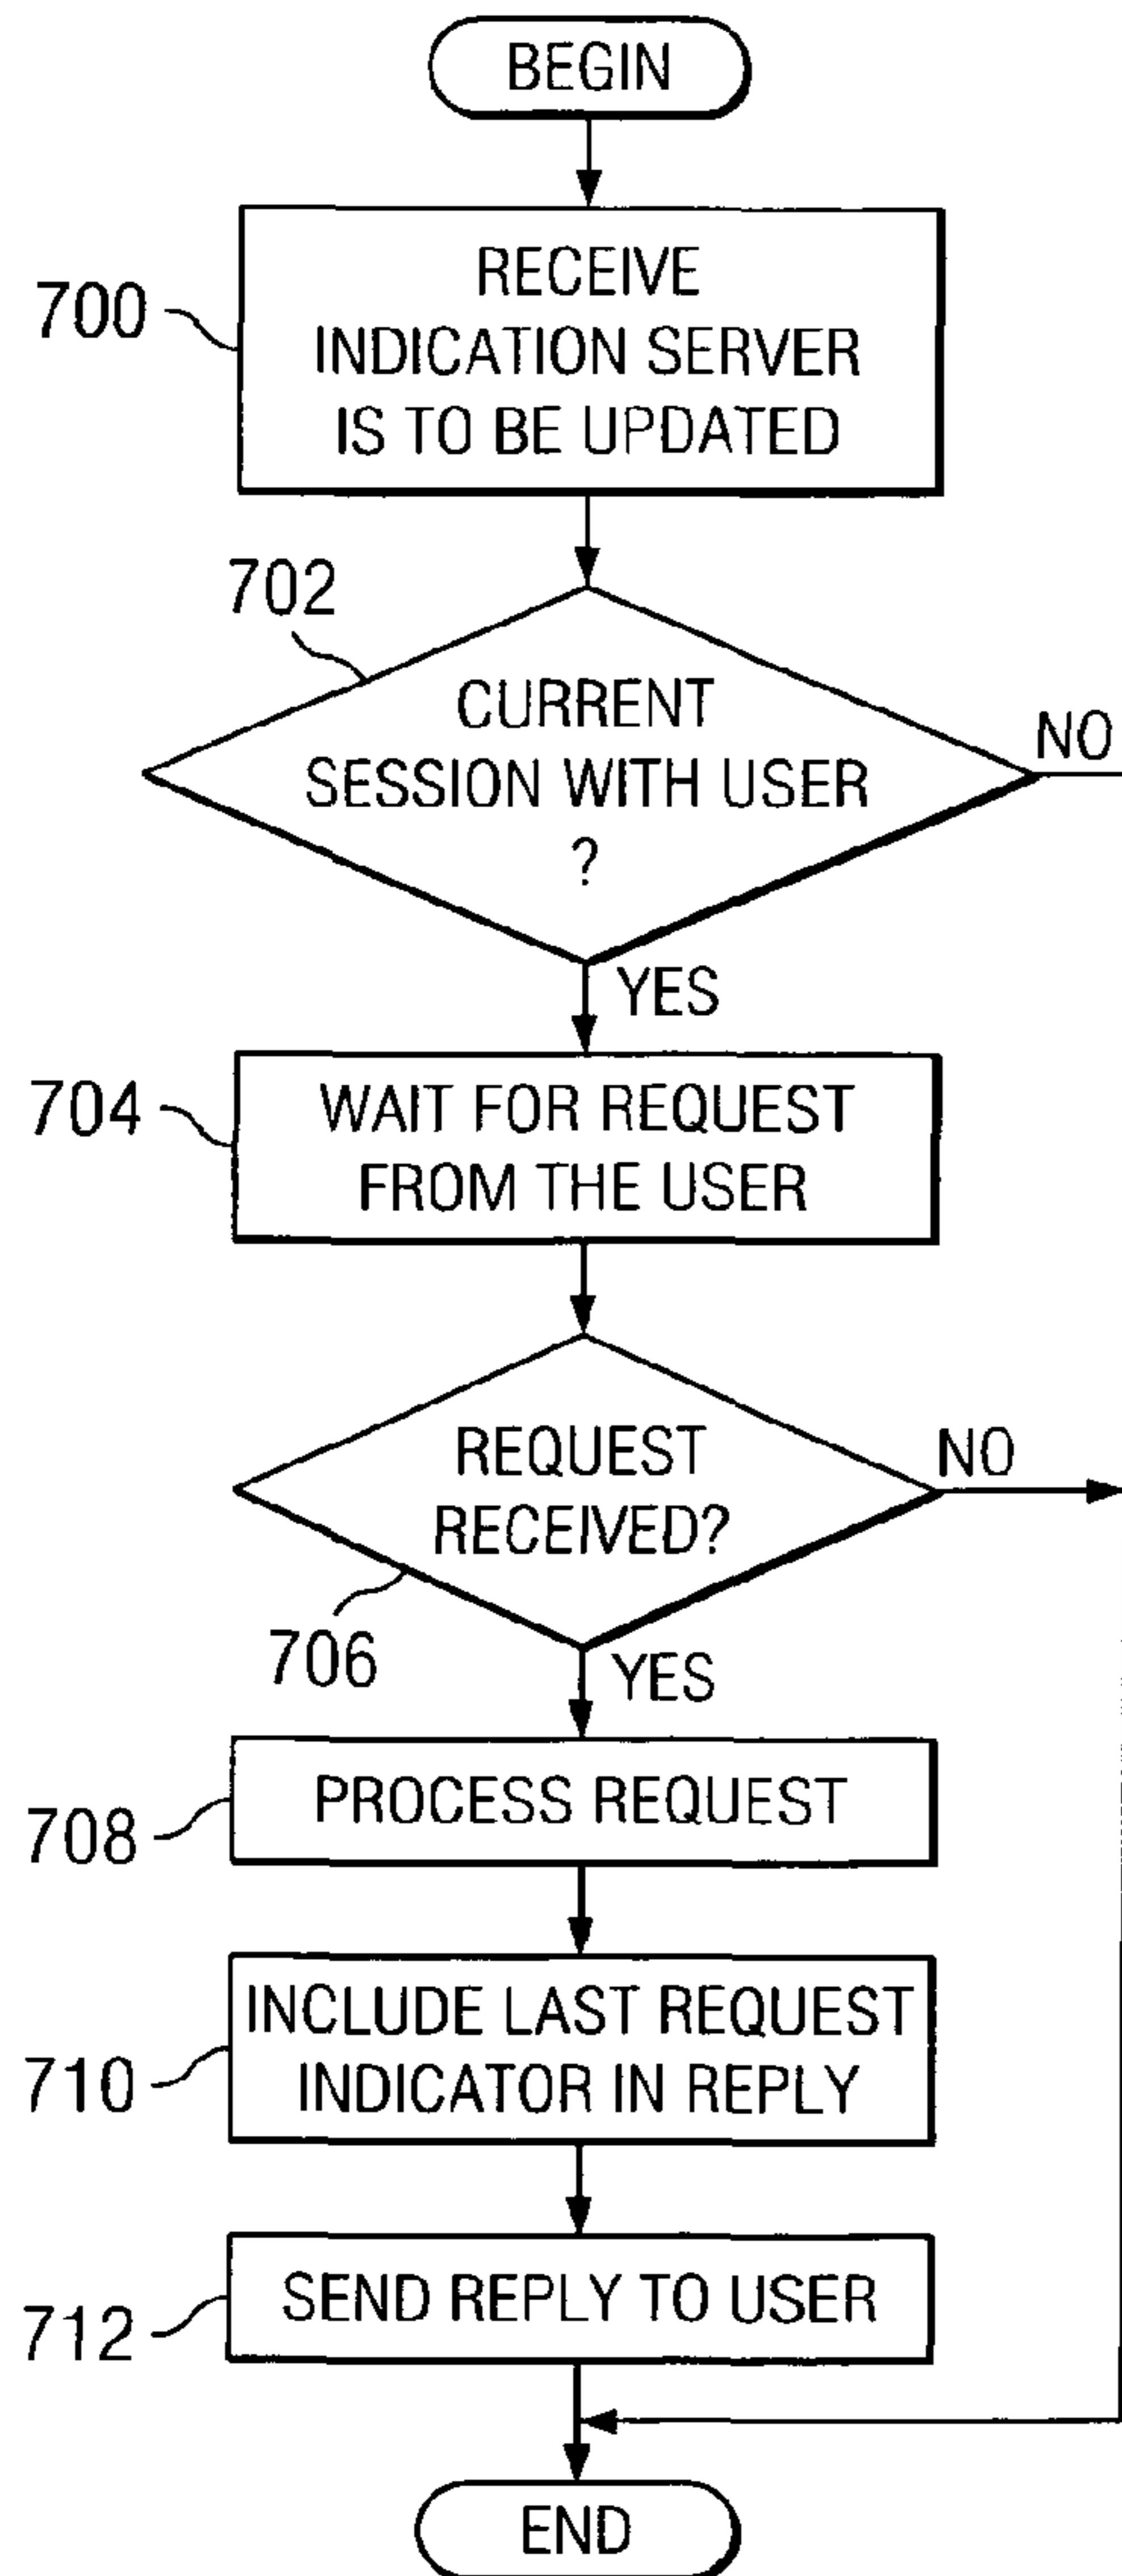 BEGIN
700
RECEIVE
INDICATION SERVER
IS TO BE UPDATED
702
CURRENT
SESSION WITH USER
?
NO
YES
704
WAIT FOR REQUEST
FROM THE USER
REQUEST
RECEIVED?
NO
706
YES
708
PROCESS REQUEST
710
INCLUDE LAST REQUEST
INDICATOR IN REPLY
712
SEND REPLY TO USER
END